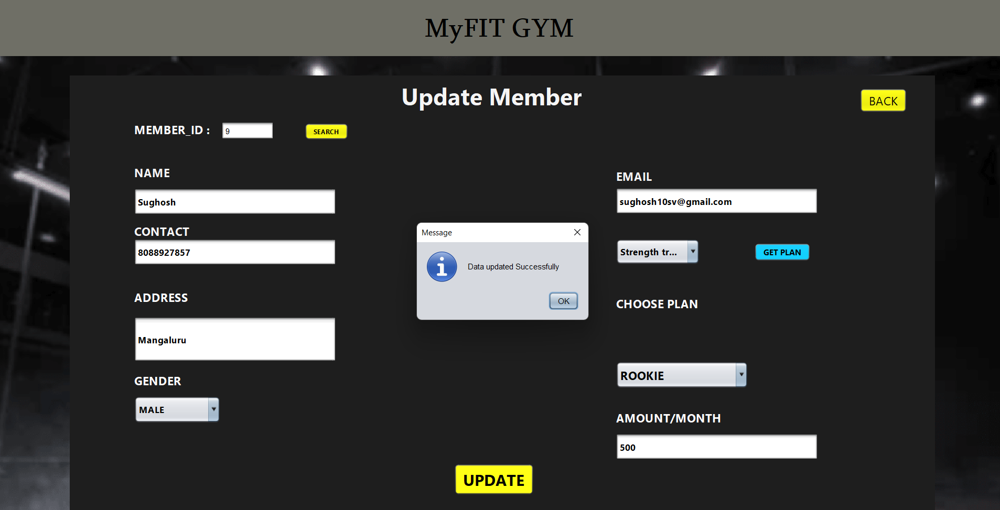 MyFIT GYM
Update Member
BACK
MEMBER_ID :
9
SEARCH
NAME
Sughosh
CONTACT
8088927857
ADDRESS
Mangaluru
GENDER
MALE
Message
Data updated Successfully
OK
EMAIL
sughosh10sv@gmail.com
Strength tr...
GET PLAN
CHOOSE PLAN
ROOKIE
AMOUNT/MONTH
500
UPDATE